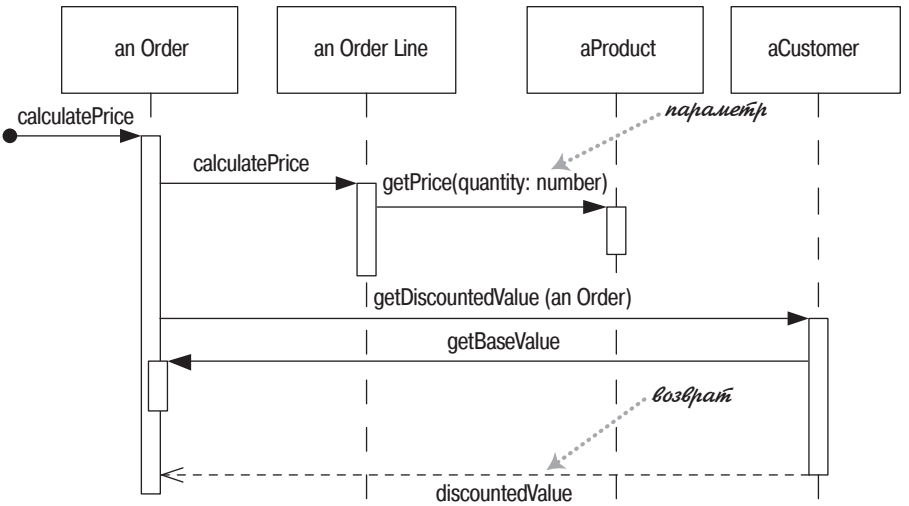 an Order
an Order Line
aProduct
aCustomer
calculatePrice
параметр
calculatePrice
getPrice(quantity: number)
getDiscountedValue (an Order)
getBaseValue
возврат
discountedValue